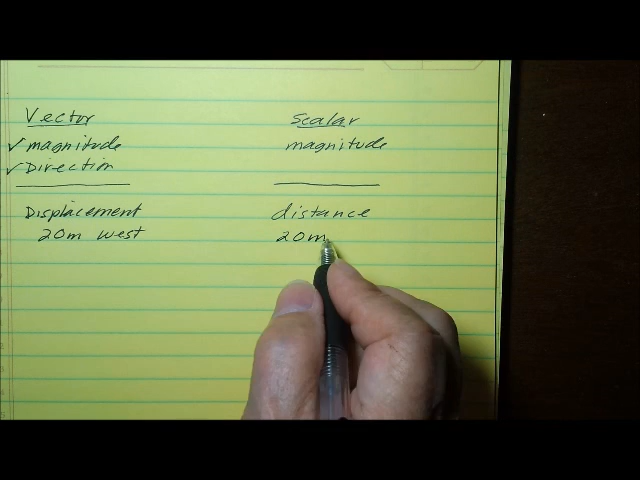 Vector
✓ magnitude
✓ Direction
Displacement
20m west
Scalar
magnitude
distance
20m